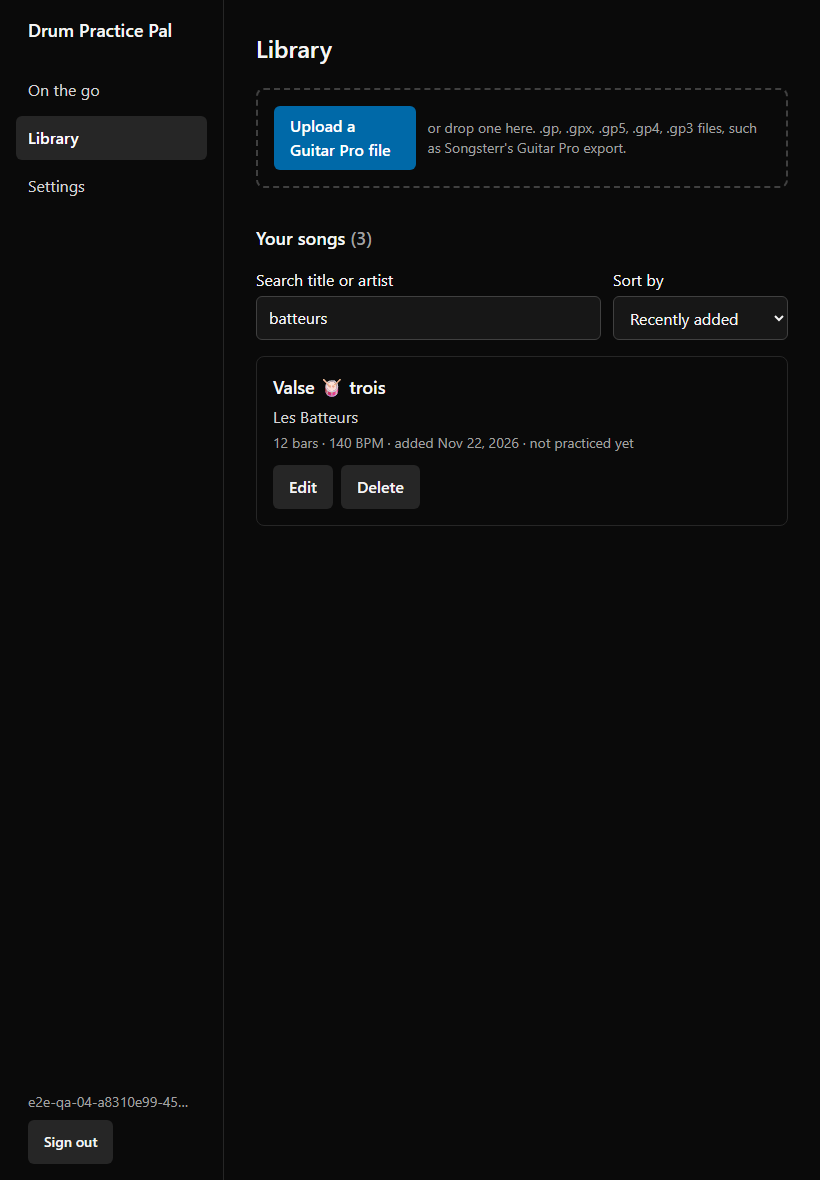 Drum Practice Pal
On the go
Library
Settings
e2e-qa-04-a8310e99-45...
Sign out
Library
Upload a
Guitar Pro file
or drop one here. .gp, .gpx, .gp5, .gp4, .gp3 files, such
as Songsterr's Guitar Pro export.
Your songs (3)
Search title or artist
Sort by
batteurs
Recently added
Valse 🥁 trois
Les Batteurs
12 bars · 140 BPM · added Nov 22, 2026 · not practiced yet
Edit
Delete